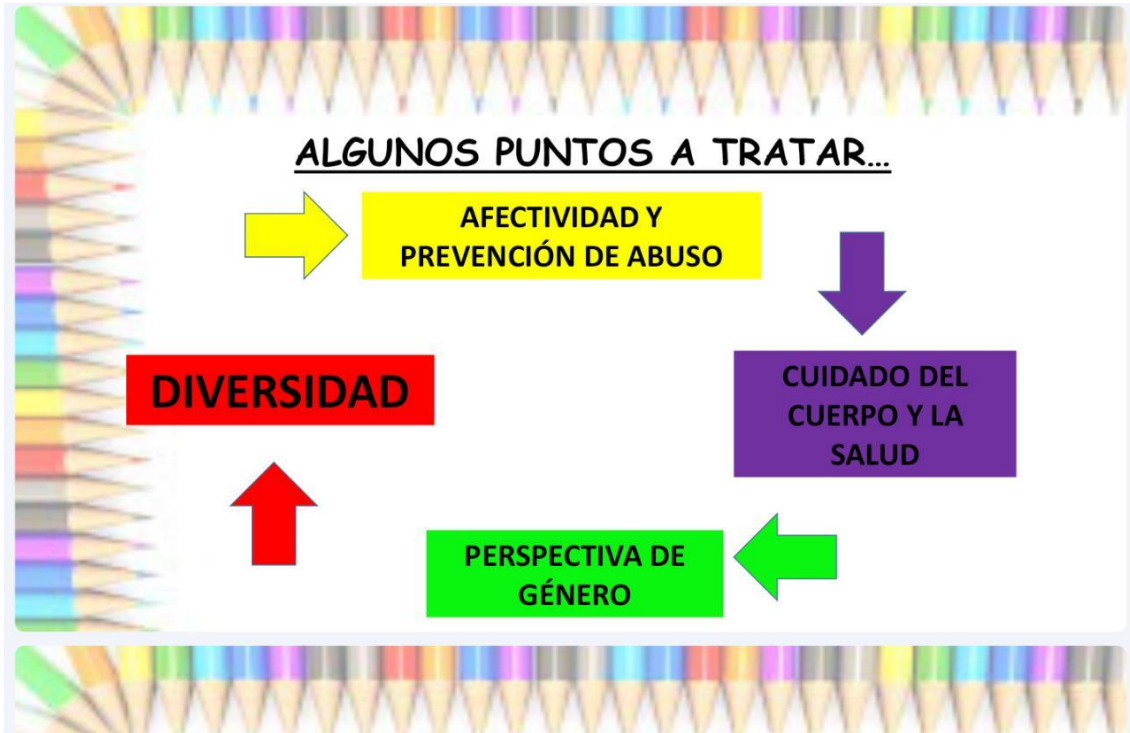 ALGUNOS PUNTOS A TRATAR...
AFECTIVIDAD Y
PREVENCIÓN DE ABUSO
CUIDADO DEL
CUERPO Y LA
SALUD
PERSPECTIVA DE
GÉNERO
DIVERSIDAD